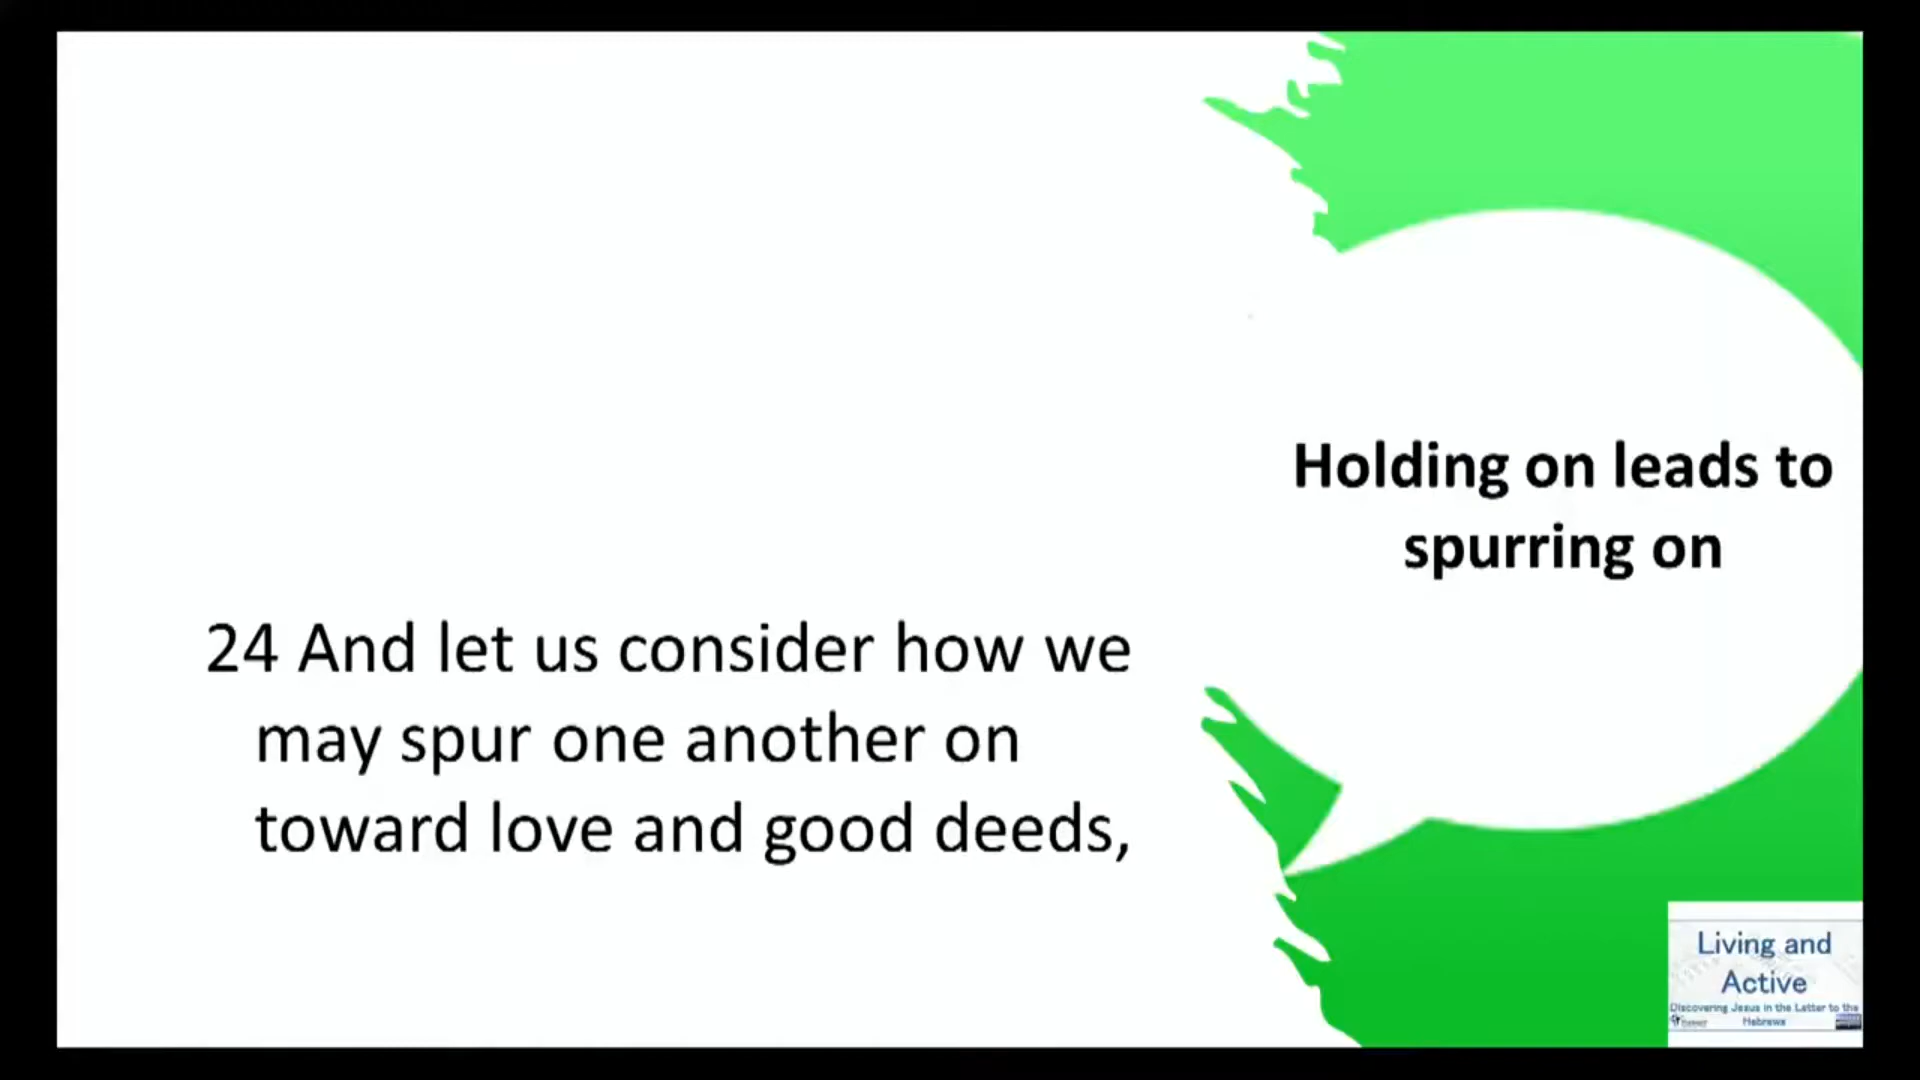 Holding on leads to
spurring on
24 And let us consider how we
may spur one another on
toward love and good deeds,
Living and
Active
Discovering Jesus in the Letter to the
Hebrews